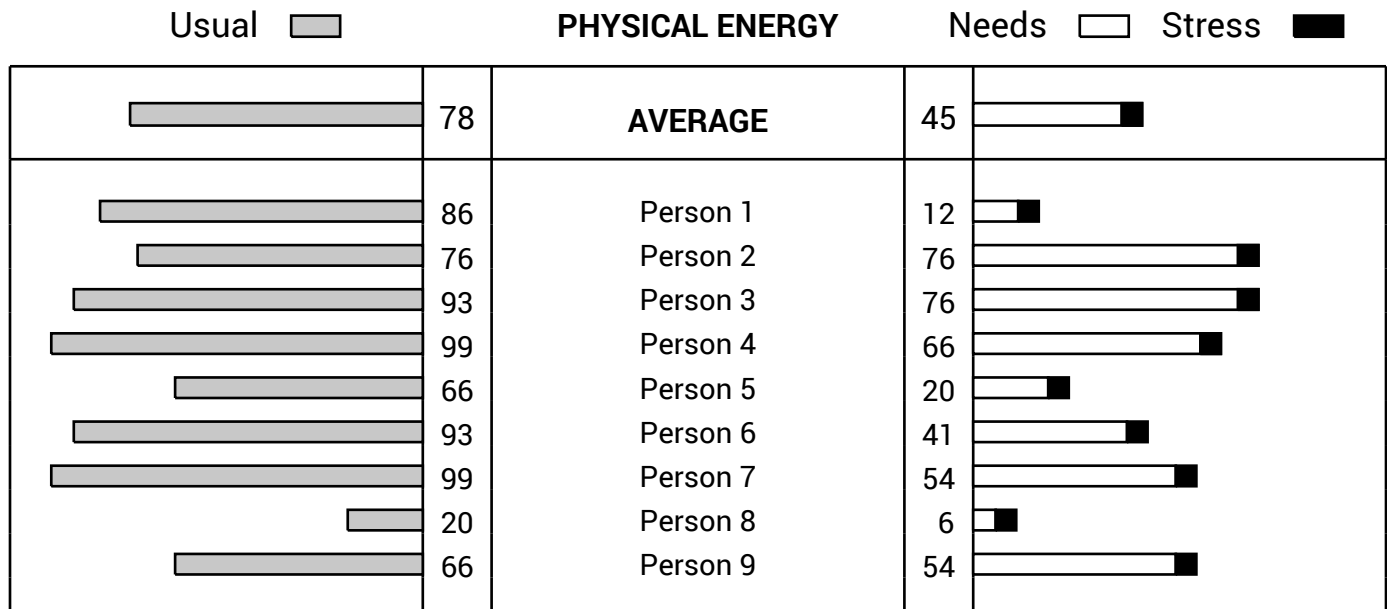 Usual PHYSICAL ENERGY Needs Stress
78 AVERAGE 45
86 Person 1 12
76 Person 2 76
93 Person 3 76
99 Person 4 66
66 Person 5 20
93 Person 6 41
99 Person 7 54
20 Person 8 6
66 Person 9 54